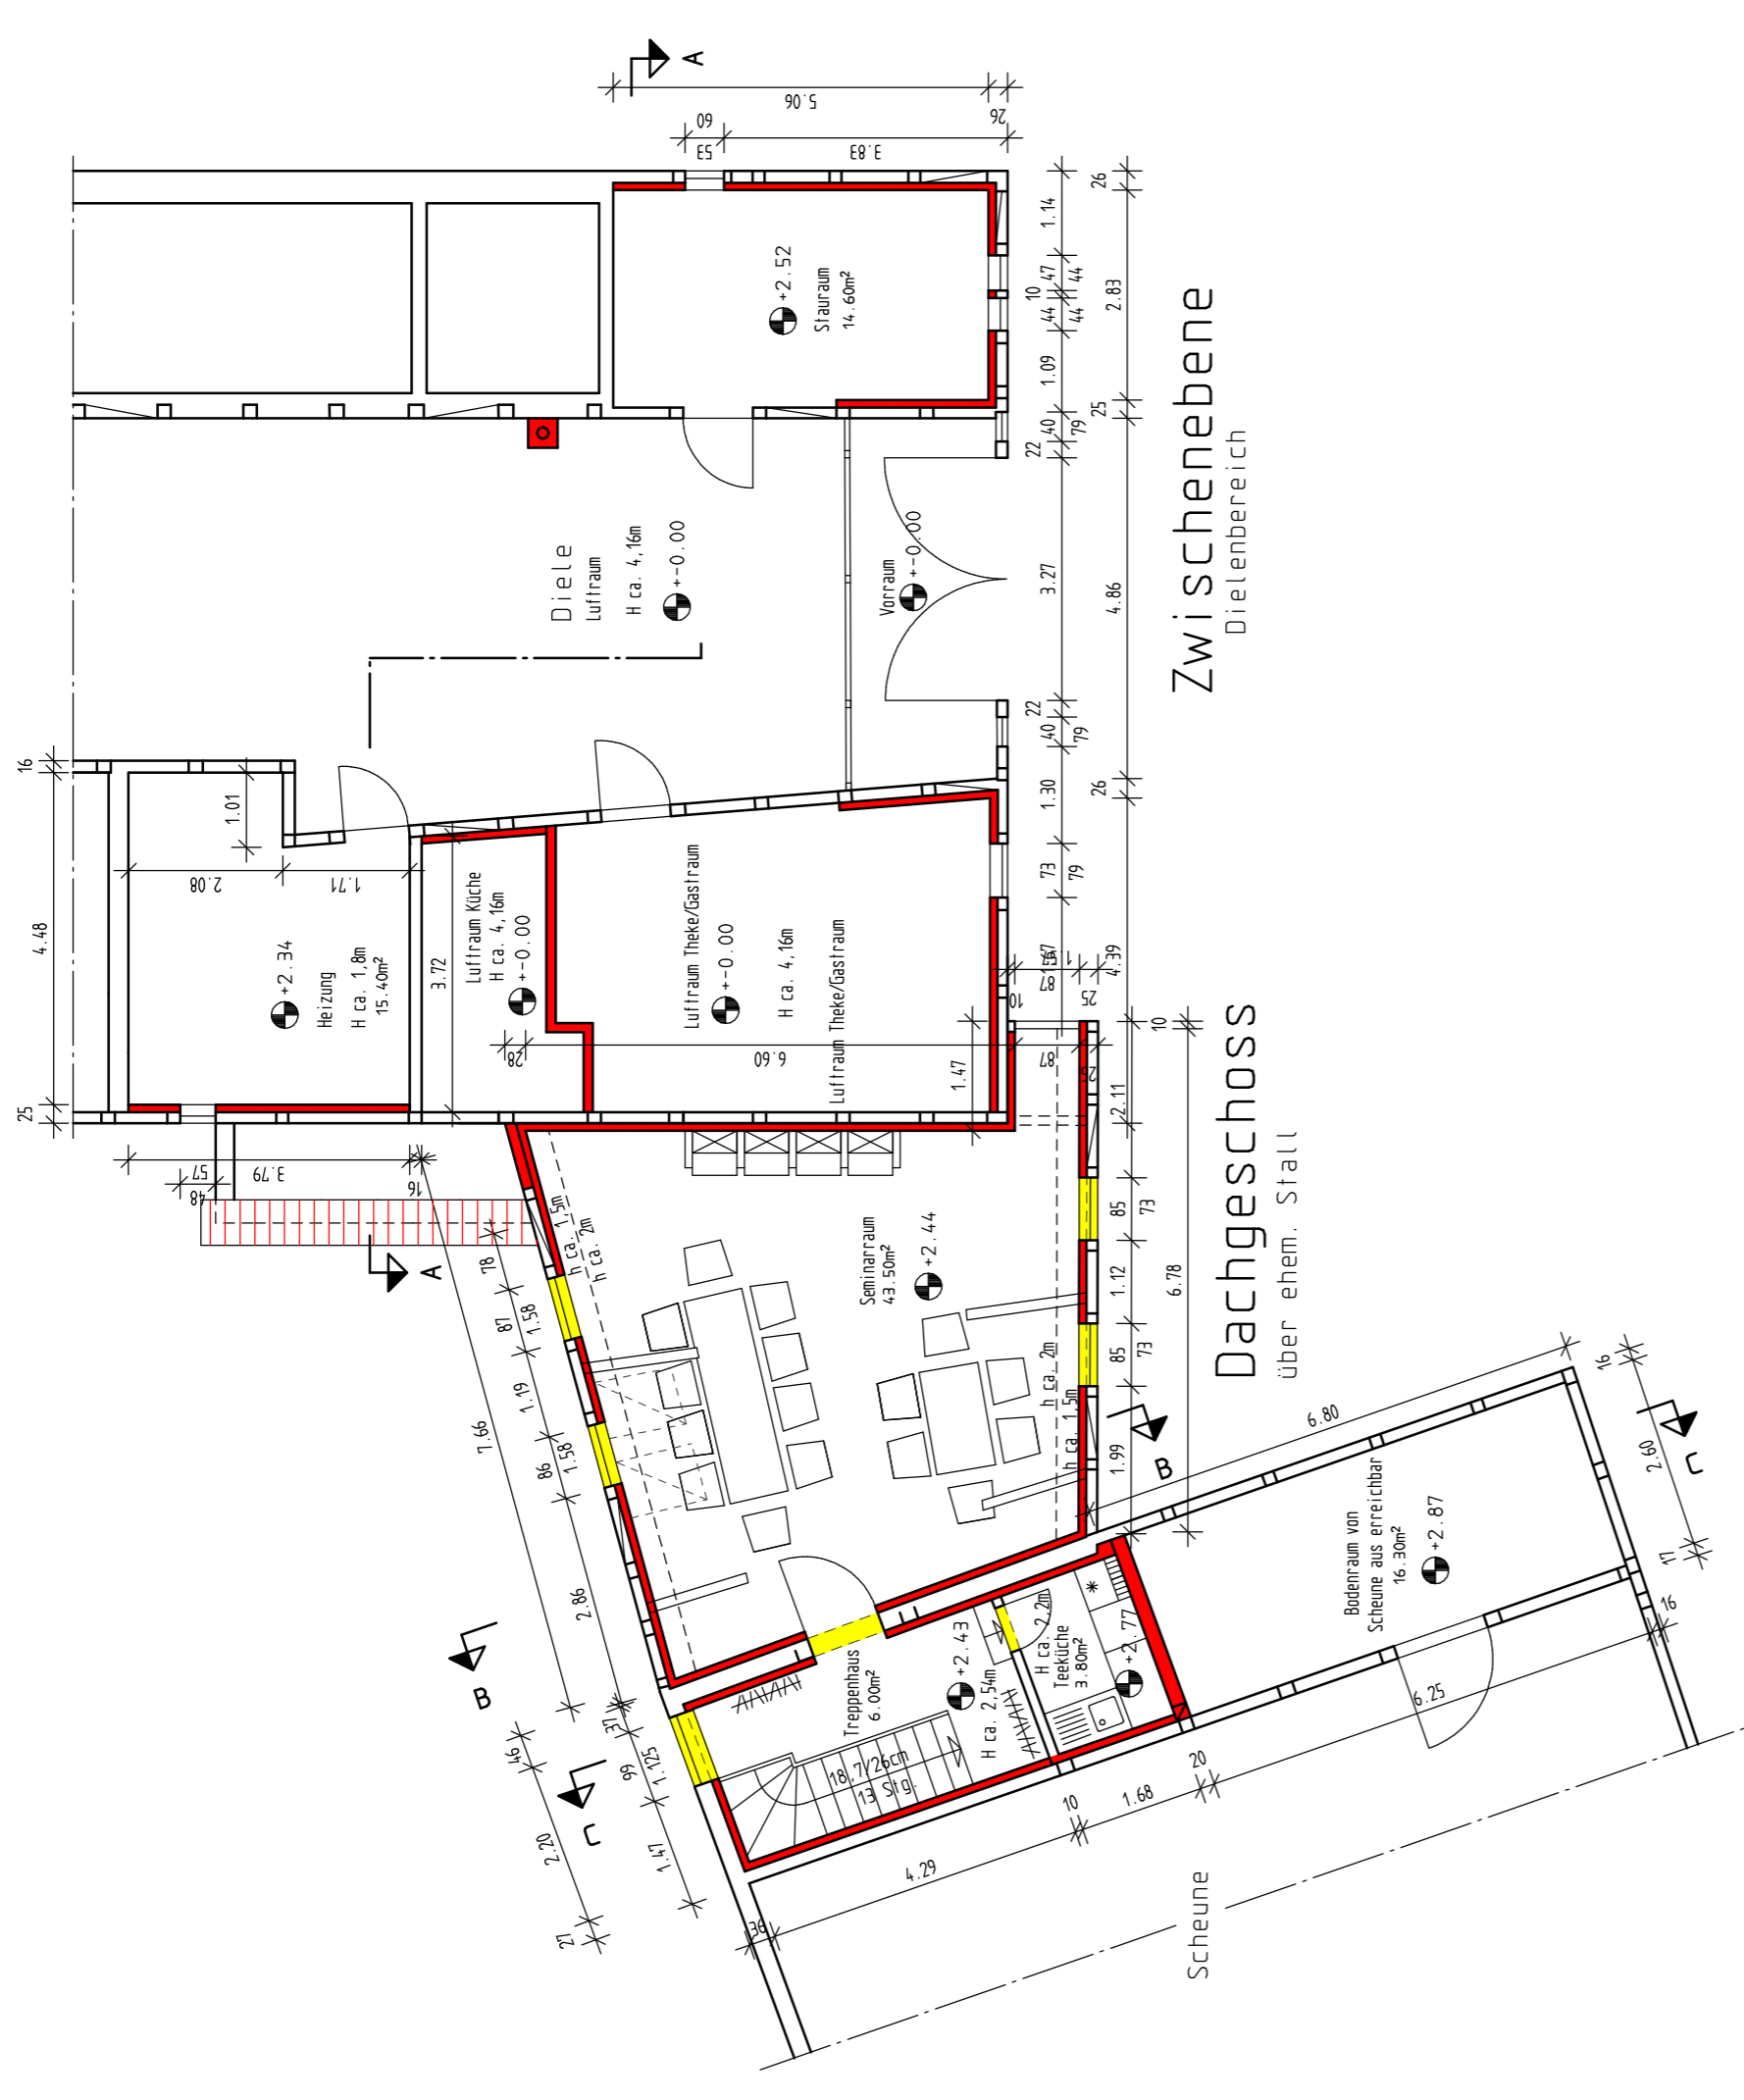 Zwischenebene
Dielenbereich
Dachgeschoss
über ehem. Stall
Scheune
Diele
Luftraum
H ca. 4,16m
+-0.00
Vorraum
+-0.00
+2.52
Stauraum
14.60m²
+2.34
Heizung
H ca. 1,8m
15.40m²
Luftraum Küche
H ca. 4,16m
+-0.00
Luftraum Theke/Gastraum
+-0.00
H ca. 4,16m
Luftraum Theke/Gastraum
Seminarraum
43.50m²
+2.44
h ca. 1,5m
h ca. 2m
h ca. 2m
h ca. 1,5m
Treppenhaus
6.00m²
+2.43
H ca. 2,54m
18,7/26cm
13 Stg.
H ca. 2,2m
Teeküche
3.80m²
+2.77
Bodenraum von
Scheune aus erreichbar
16.30m²
+2.87
A
A
B
B
C
C
5.06
26
60
53
3.83
26
1.14
47
44
10
44
44
1.09
25
40
79
22
3.27
22
40
79
1.30
26
73
79
2.83
4.86
4.39
16
4.48
25
1.01
2.08
1.71
3.72
3.79
57
48
16
28
6.60
87
25
1.47
10
87
25
10
2.11
85
73
1.12
85
73
1.99
6.78
7.66
78
87
1.58
1.19
86
1.58
2.86
37
99
1.125
1.47
46
2.20
27
36
4.29
10
1.68
20
6.25
6.80
16
2.60
17
16